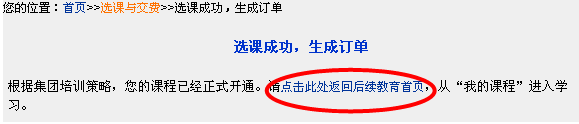 您的位置：首页>>选课与交费>>选课成功，生成订单
选课成功，生成订单
根据集团培训策略，您的课程已经正式开通。请点击此处返回后续教育首页，从“我的课程”进入学
习。